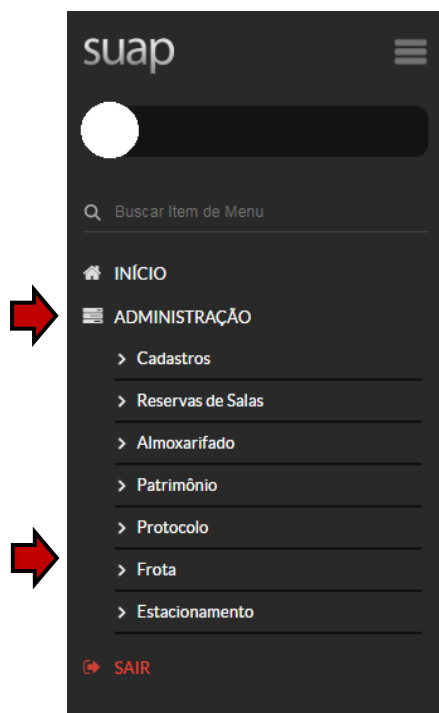 suap
Buscar Item de Menu
INÍCIO
ADMINISTRAÇÃO
Cadastros
Reservas de Salas
Almoxarifado
Patrimônio
Protocolo
Frota
Estacionamento
SAIR